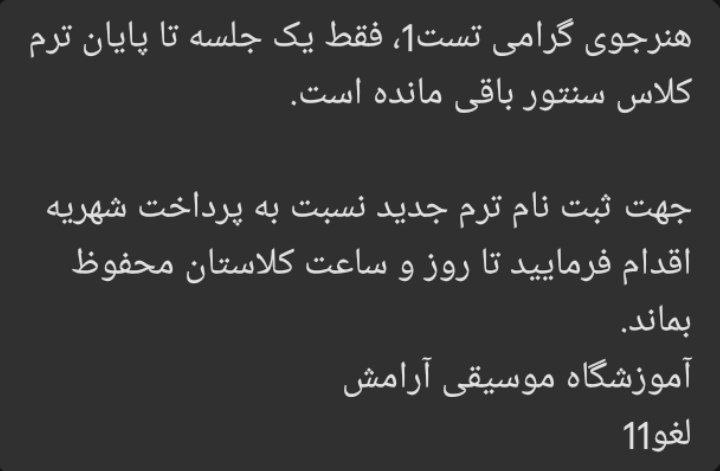 هنرجوی گرامی تست1، فقط یک جلسه تا پایان ترم
کلاس سنتور باقی مانده است.
جهت ثبت نام ترم جدید نسبت به پرداخت شهریه
اقدام فرمایید تا روز و ساعت کلاستان محفوظ
بماند.
آموزشگاه موسیقی آرامش
لغو11